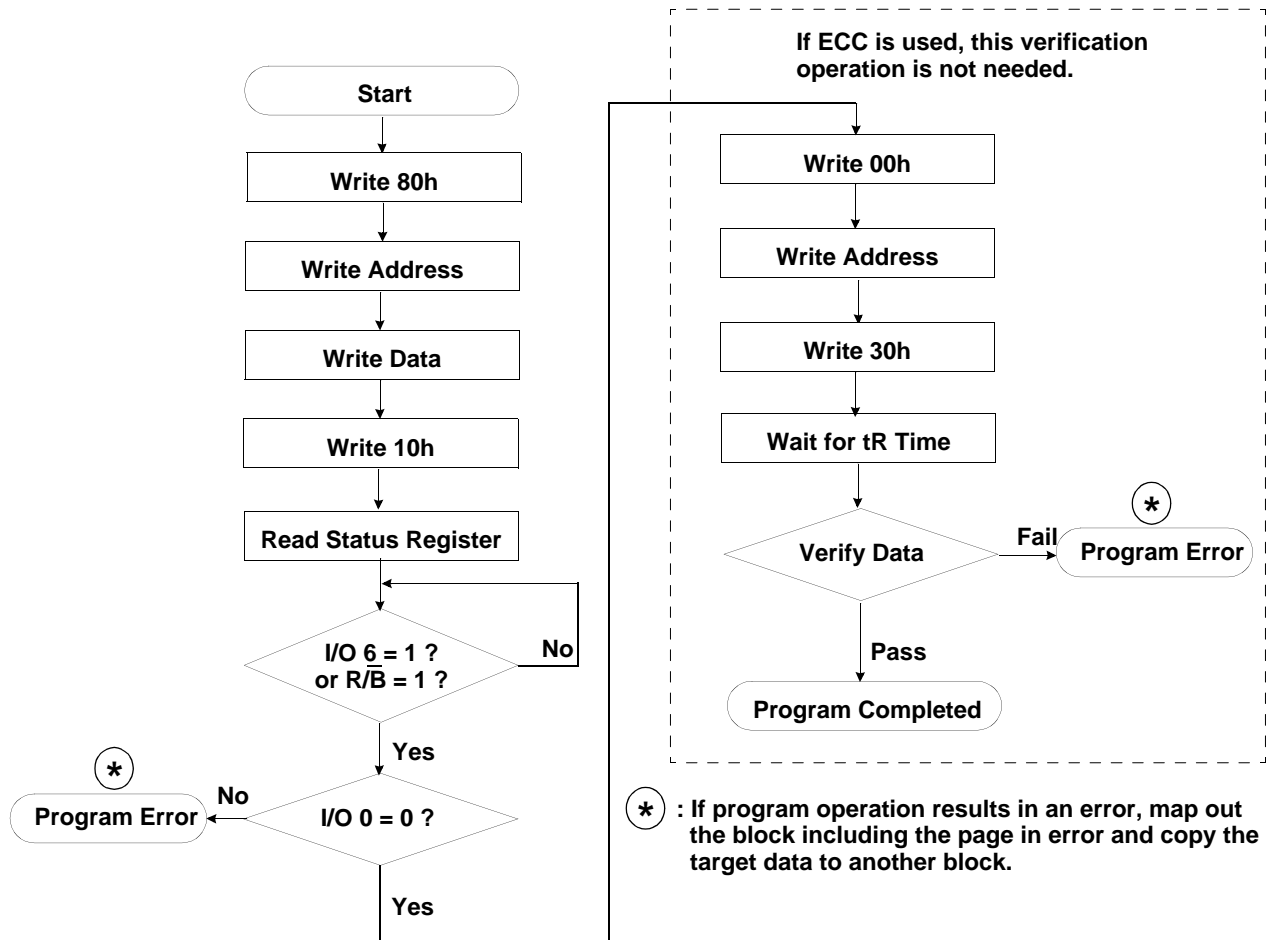 Start
Write 80h
Write Address
Write Data
Write 10h
Read Status Register
I/O 6 = 1 ?
or R/B̅ = 1 ?
No
Yes
*
Program Error
No
I/O 0 = 0 ?
Yes
If ECC is used, this verification
operation is not needed.
Write 00h
Write Address
Write 30h
Wait for tR Time
Verify Data
Fail
*
Program Error
Pass
Program Completed
* : If program operation results in an error, map out
the block including the page in error and copy the
target data to another block.